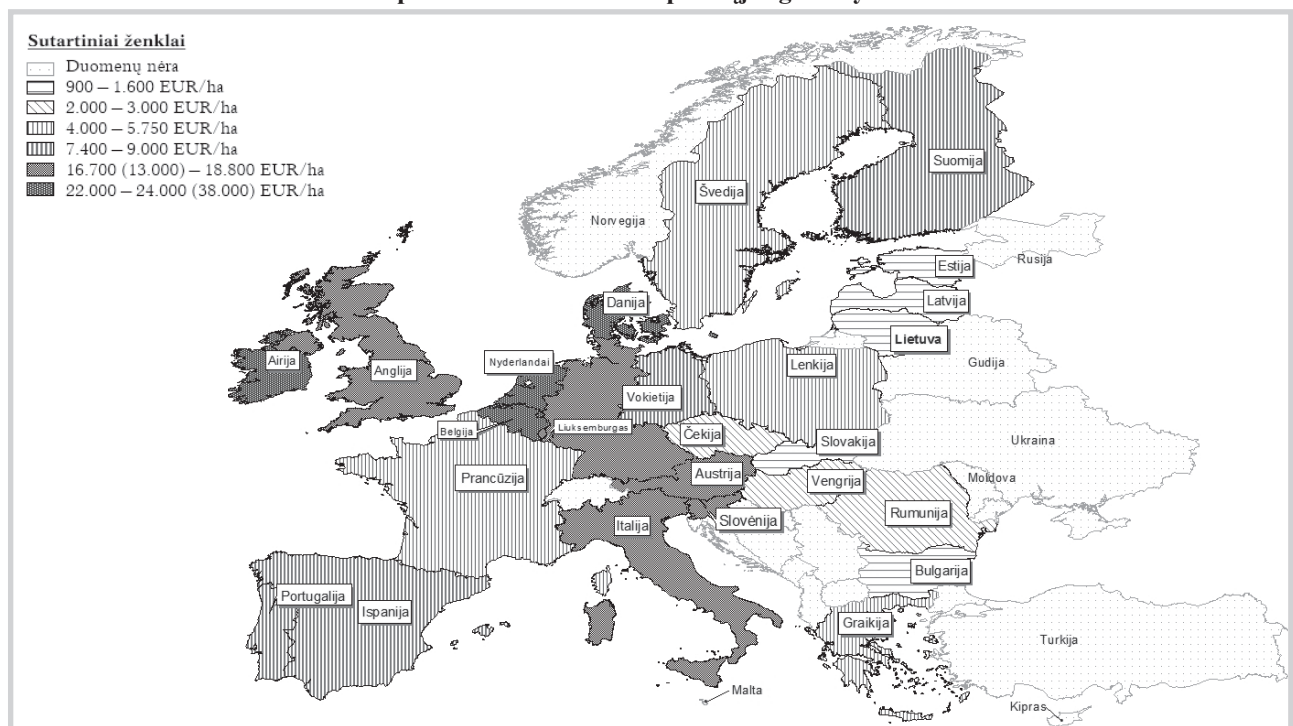 Sutartiniai ženklai
Duomenų nėra
900 – 1.600 EUR/ha
2.000 – 3.000 EUR/ha
4.000 – 5.750 EUR/ha
7.400 – 9.000 EUR/ha
16.700 (13.000) – 18.800 EUR/ha
22.000 – 24.000 (38.000) EUR/ha
Suomija
Švedija
Norvegija
Rusija
Estija
Latvija
Danija
Lietuva
Airija
Anglija
Nyderlandai
Lenkija
Gudija
Vokietija
Belgija
Liuksemburgas
Čekija
Slovakija
Ukraina
Prancūzija
Austrija
Vengrija
Moldova
Rumunija
Slovėnija
Italija
Bulgarija
Portugalija
Ispanija
Graikija
Turkija
Malta
Kipras